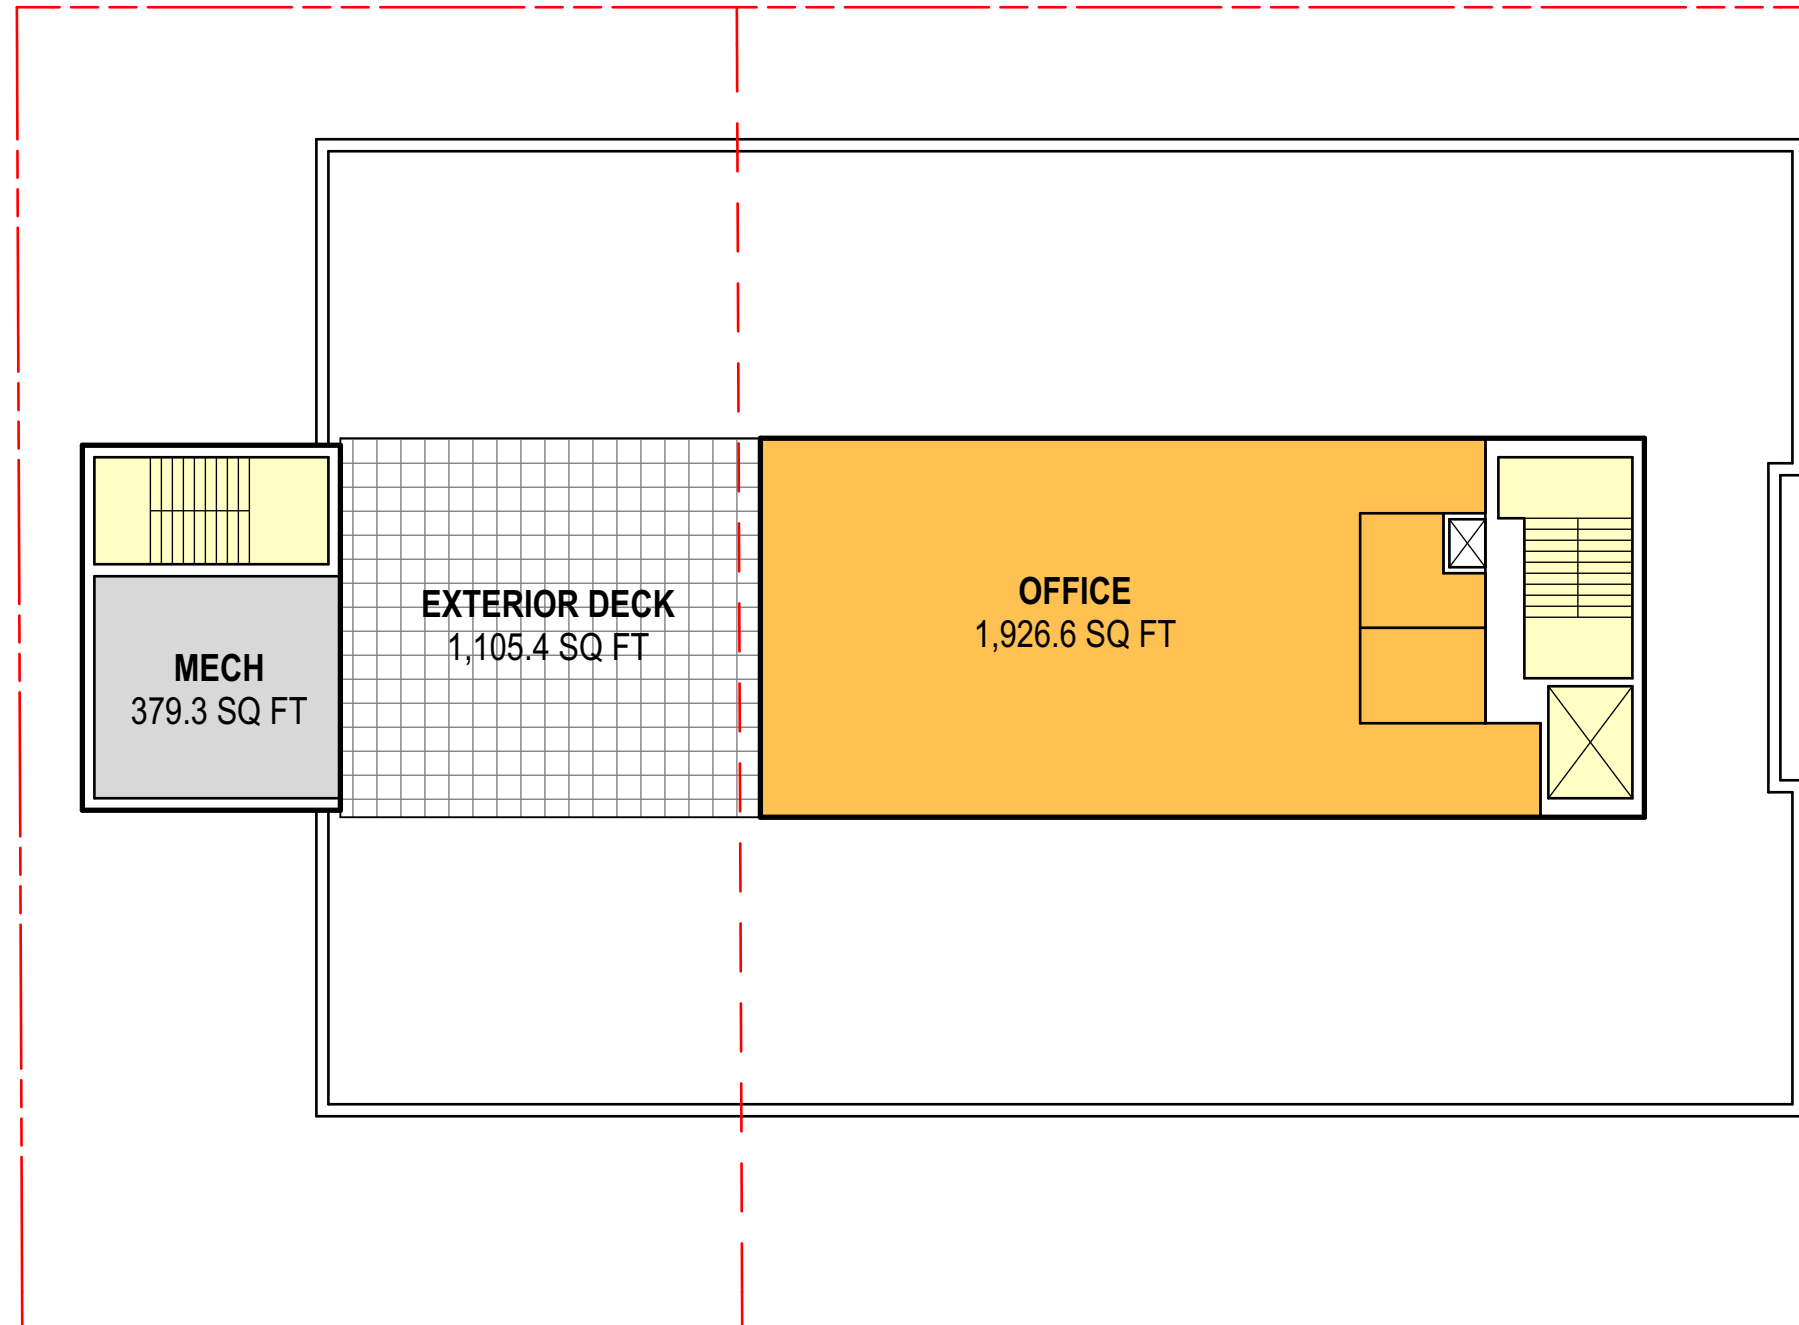 EXTERIOR DECK
1,105.4 SQ FT
OFFICE
1,926.6 SQ FT
MECH
379.3 SQ FT